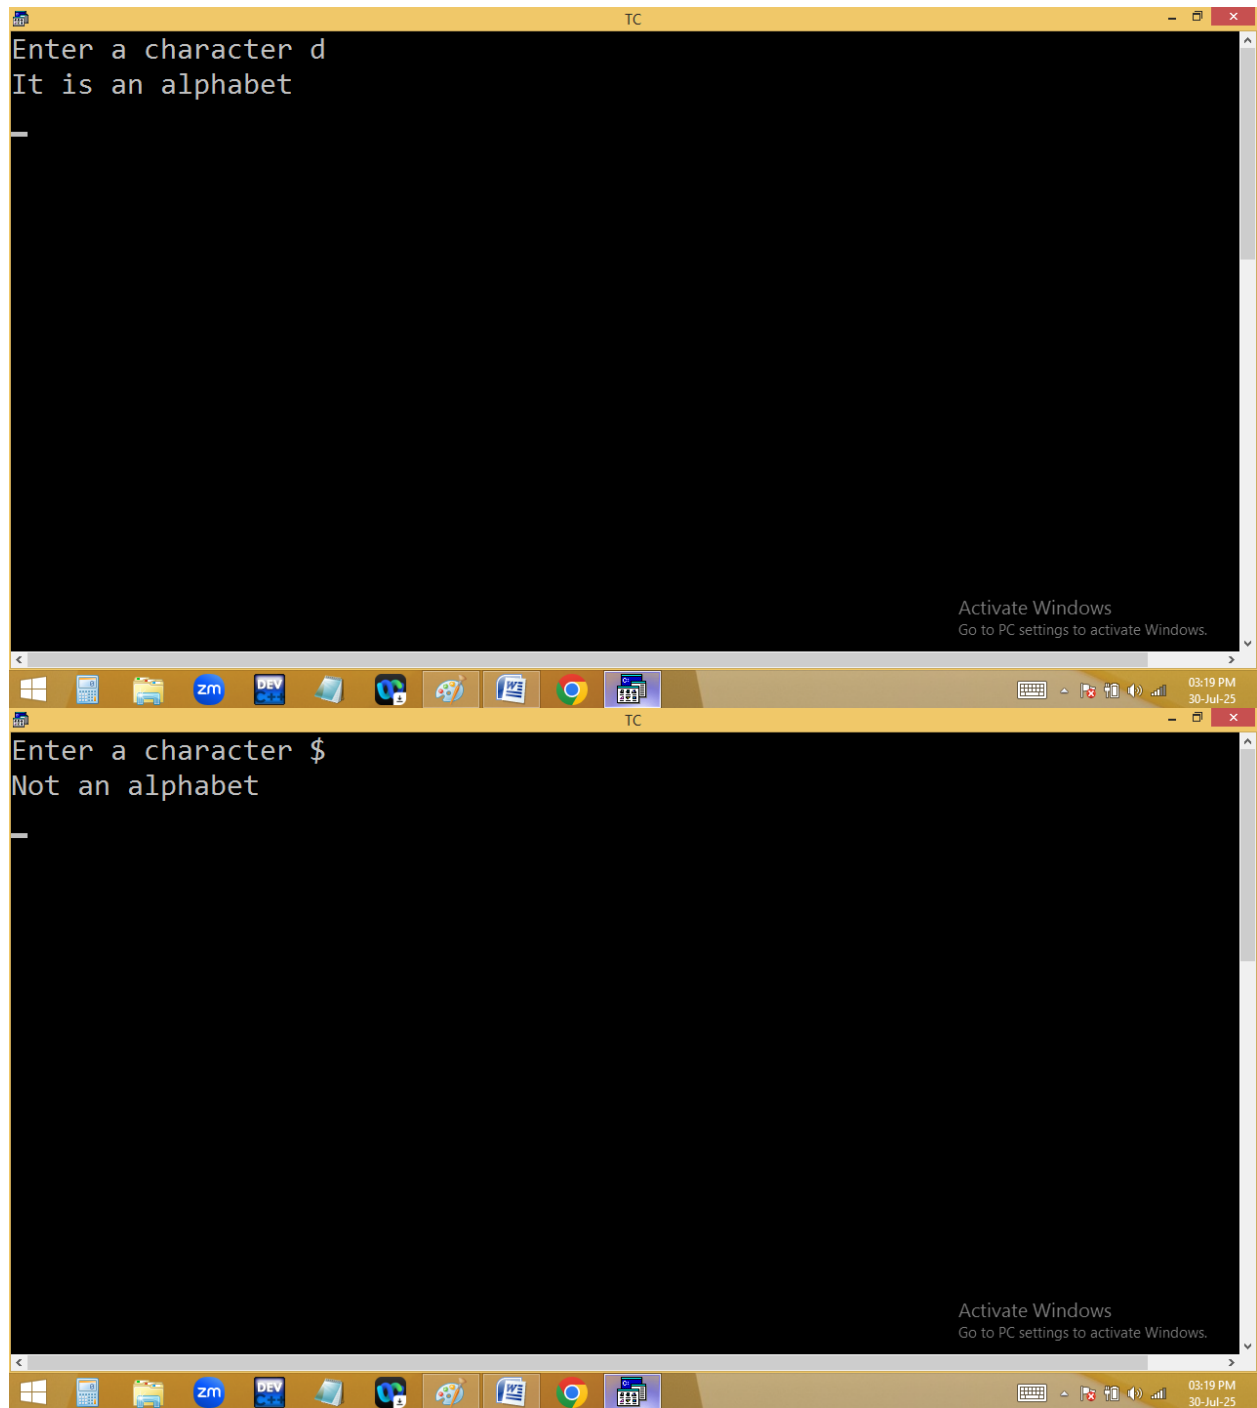 TC
Enter a character d
It is an alphabet
Activate Windows
Go to PC settings to activate Windows.
zm
DEV
C++
03:19 PM
30-Jul-25
TC
Enter a character $
Not an alphabet
Activate Windows
Go to PC settings to activate Windows.
zm
DEV
C++
03:19 PM
30-Jul-25